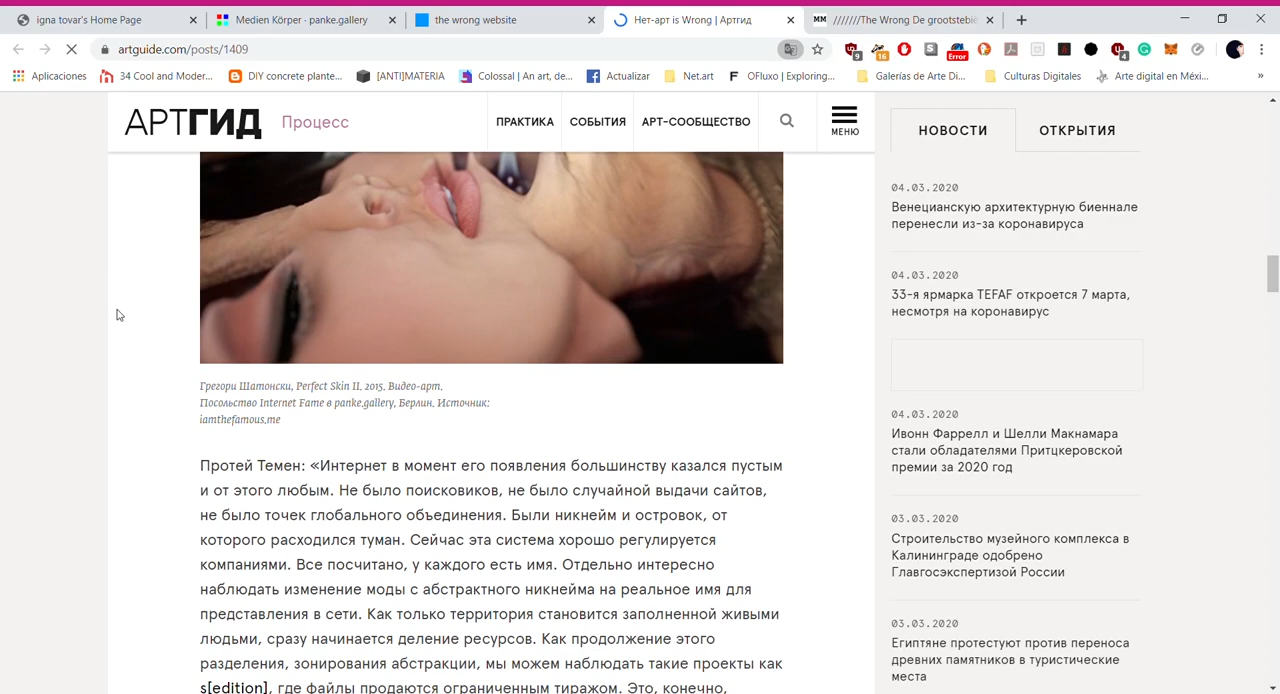 igna tovar's Home Page
Medien Körper · panke.gallery
the wrong website
Нет-арт is Wrong | Артгид
///////The Wrong De grootstebie
artguide.com/posts/1409
Aplicaciones
34 Cool and Moder...
DIY concrete plante...
[ANTI]MATERIA
Colossal | An art, de...
Actualizar
Net.art
OFluxo | Exploring...
Galerías de Arte Di...
Culturas Digitales
Arte digital en Méxi...
»
АРТГИД
Процесс
ПРАКТИКА
СОБЫТИЯ
АРТ-СООБЩЕСТВО
МЕНЮ
Грегори Шатонски, Perfect Skin II. 2015. Видео-арт.
Посольство Internet Fame в panke.gallery, Берлин. Источник:
iamthefamous.me
Протей Темен: «Интернет в момент его появления большинству казался пустым
и от этого любым. Не было поисковиков, не было случайной выдачи сайтов,
не было точек глобального объединения. Были никнейм и островок, от
которого расходился туман. Сейчас эта система хорошо регулируется
компаниями. Все посчитано, у каждого есть имя. Отдельно интересно
наблюдать изменение моды с абстрактного никнейма на реальное имя для
представления в сети. Как только территория становится заполненной живыми
людьми, сразу начинается деление ресурсов. Как продолжение этого
разделения, зонирования абстракции, мы можем наблюдать такие проекты как
s[edition], где файлы продаются ограниченным тиражом. Это, конечно,
НОВОСТИ
ОТКРЫТИЯ
04.03.2020
Венецианскую архитектурную биеннале
перенесли из-за коронавируса
04.03.2020
33-я ярмарка TEFAF откроется 7 марта,
несмотря на коронавирус
04.03.2020
Ивонн Фаррелл и Шелли Макнамара
стали обладателями Притцкеровской
премии за 2020 год
03.03.2020
Строительство музейного комплекса в
Калининграде одобрено
Главгосэкспертизой России
03.03.2020
Египтяне протестуют против переноса
древних памятников в туристические
места